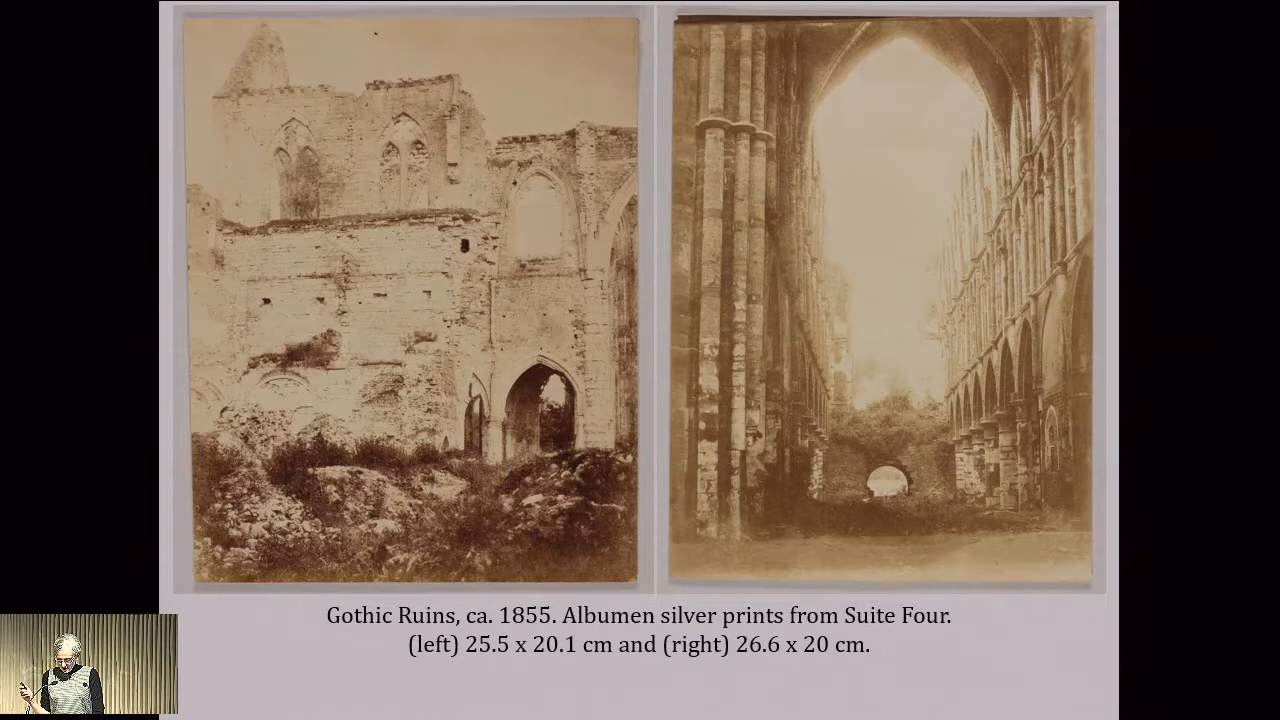 Gothic Ruins, ca. 1855. Albumen silver prints from Suite Four.
(left) 25.5 x 20.1 cm and (right) 26.6 x 20 cm.